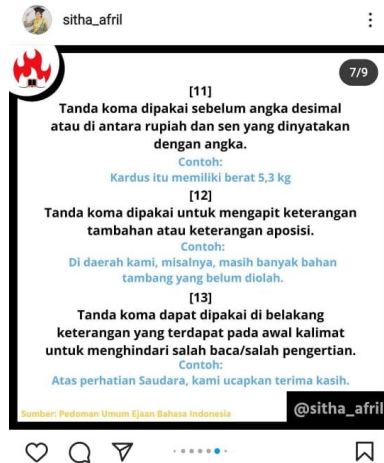 sitha_afril
7/9
[11]
Tanda koma dipakai sebelum angka desimal
atau di antara rupiah dan sen yang dinyatakan
dengan angka.
Contoh:
Kardus itu memiliki berat 5,3 kg
[12]
Tanda koma dipakai untuk mengapit keterangan
tambahan atau keterangan aposisi.
Contoh:
Di daerah kami, misalnya, masih banyak bahan
tambang yang belum diolah.
[13]
Tanda koma dapat dipakai di belakang
keterangan yang terdapat pada awal kalimat
untuk menghindari salah baca/salah pengertian.
Contoh:
Atas perhatian Saudara, kami ucapkan terima kasih.
Sumber: Pedoman Umum Ejaan Bahasa Indonesia
@sitha_afril